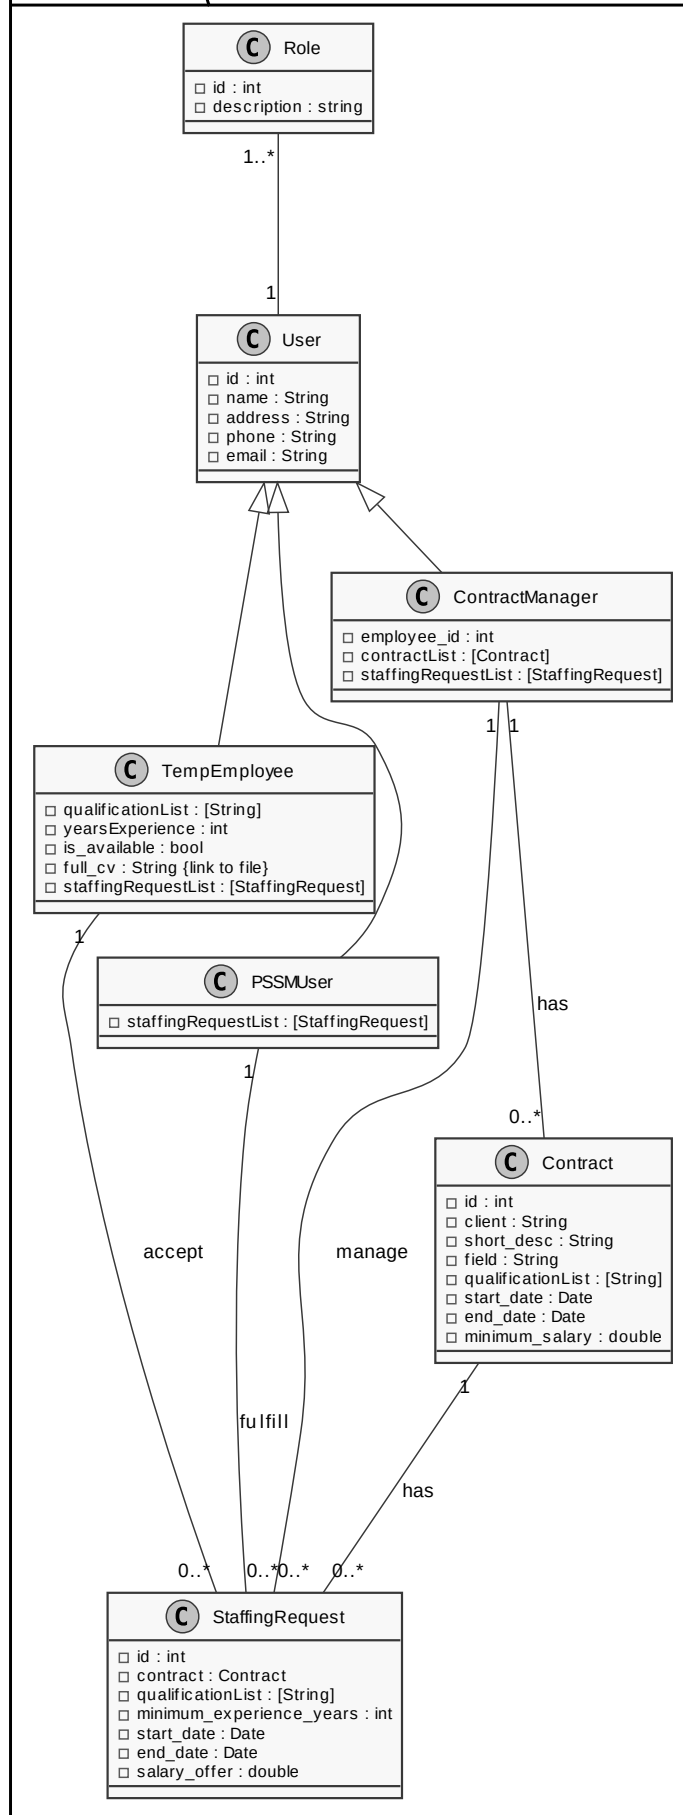 C Role
id : int
description : string
1..*
1
C User
id : int
name : String
address : String
phone : String
email : String
C ContractManager
employee_id : int
contractList : [Contract]
staffingRequestList : [StaffingRequest]
1 1
C TempEmployee
qualificationList : [String]
yearsExperience : int
is_available : bool
full_cv : String {link to file}
staffingRequestList : [StaffingRequest]
1
C PSSMUser
staffingRequestList : [StaffingRequest]
1
has
0..*
C Contract
id : int
client : String
short_desc : String
field : String
qualificationList : [String]
start_date : Date
end_date : Date
minimum_salary : double
accept
manage
1
fulfill
has
0..* 0..* 0..* 0..*
C StaffingRequest
id : int
contract : Contract
qualificationList : [String]
minimum_experience_years : int
start_date : Date
end_date : Date
salary_offer : double